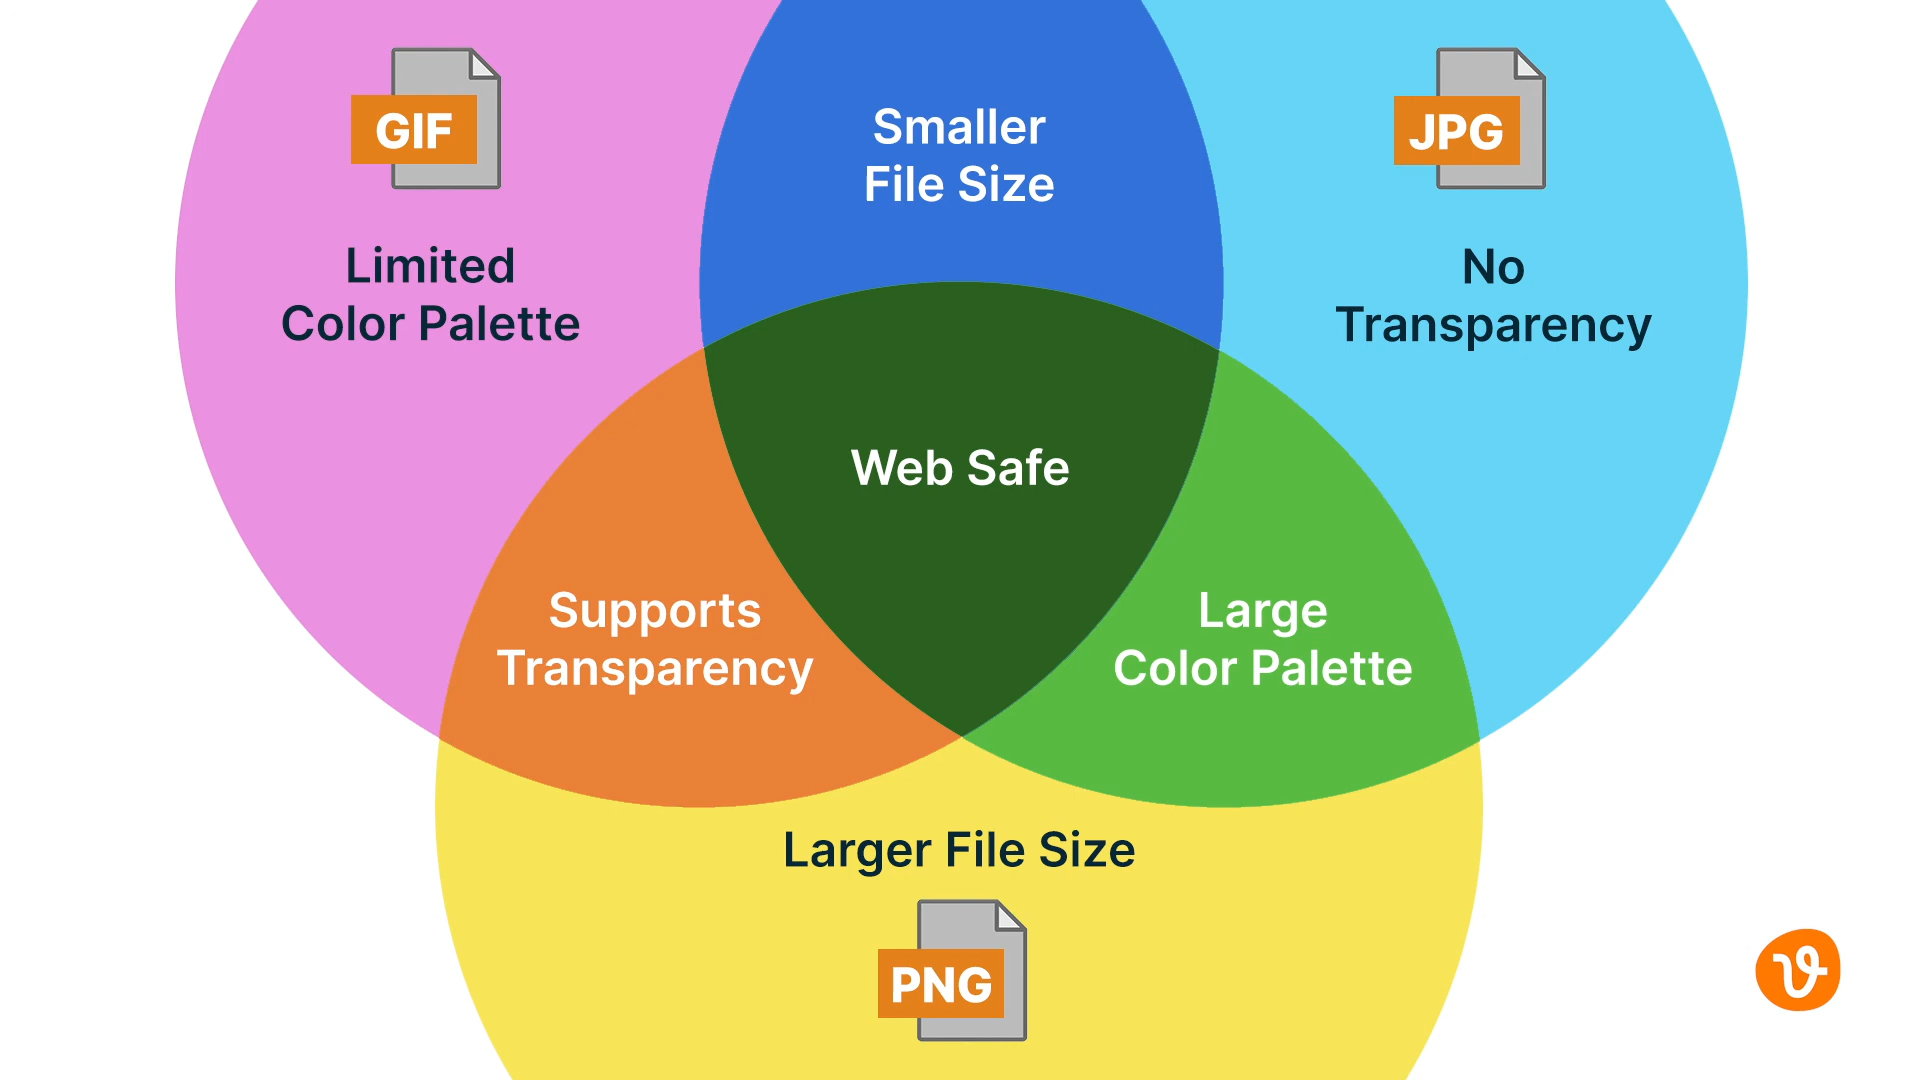 GIF
Limited
Color Palette
Smaller
File Size
JPG
No
Transparency
Web Safe
Supports
Transparency
Large
Color Palette
Larger File Size
PNG